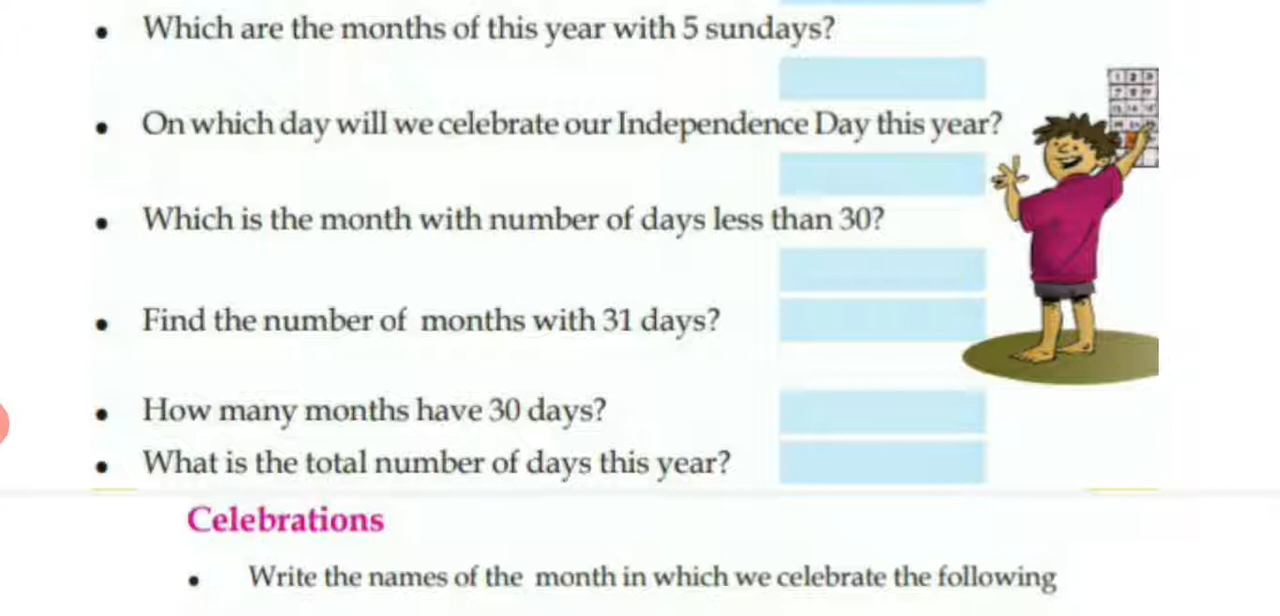 • Which are the months of this year with 5 sundays?
• On which day will we celebrate our Independence Day this year?
• Which is the month with number of days less than 30?
• Find the number of months with 31 days?
• How many months have 30 days?
• What is the total number of days this year?
Celebrations
• Write the names of the month in which we celebrate the following